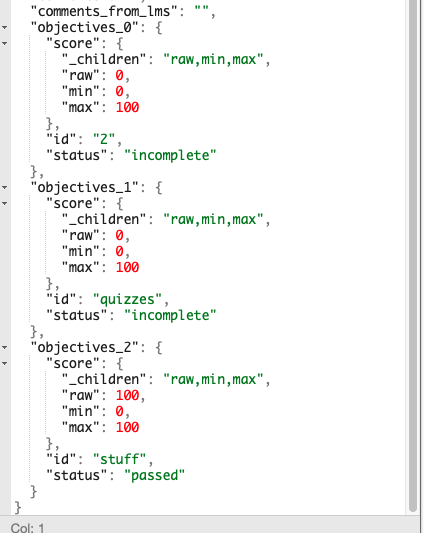 "comments_from_lms": "",
"objectives_0": {
"score": {
"_children": "raw,min,max",
"raw": 0,
"min": 0,
"max": 100
},
"id": "2",
"status": "incomplete"
},
"objectives_1": {
"score": {
"_children": "raw,min,max",
"raw": 0,
"min": 0,
"max": 100
},
"id": "quizzes",
"status": "incomplete"
},
"objectives_2": {
"score": {
"_children": "raw,min,max",
"raw": 100,
"min": 0,
"max": 100
},
"id": "stuff",
"status": "passed"
}
}
Col: 1